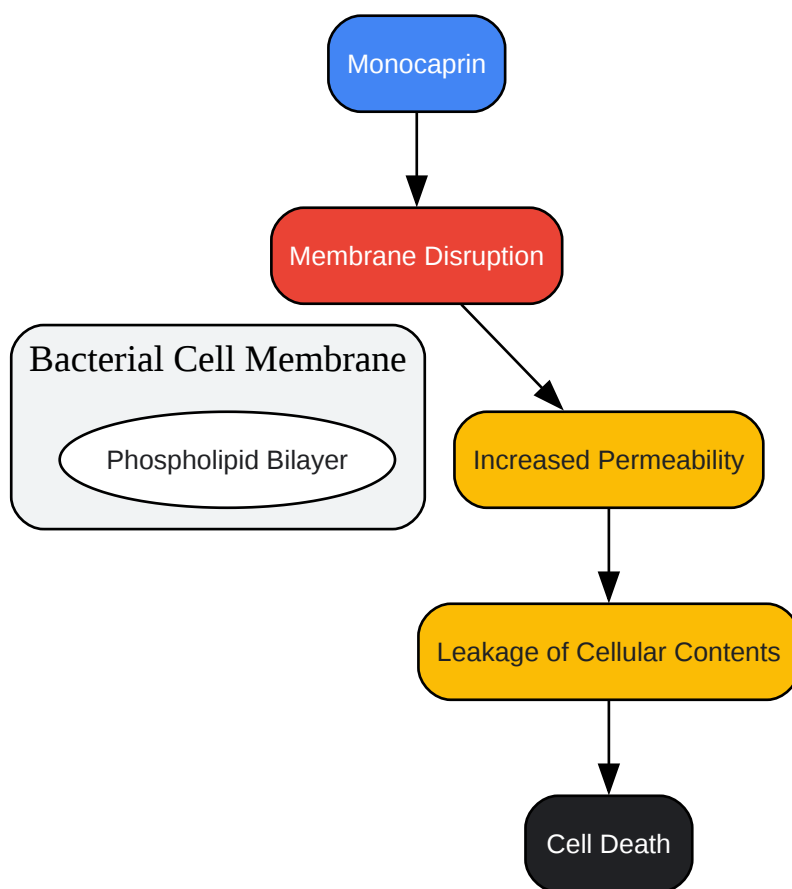 Monocaprin
Membrane Disruption
Bacterial Cell Membrane
Phospholipid Bilayer
Increased Permeability
Leakage of Cellular Contents
Cell Death